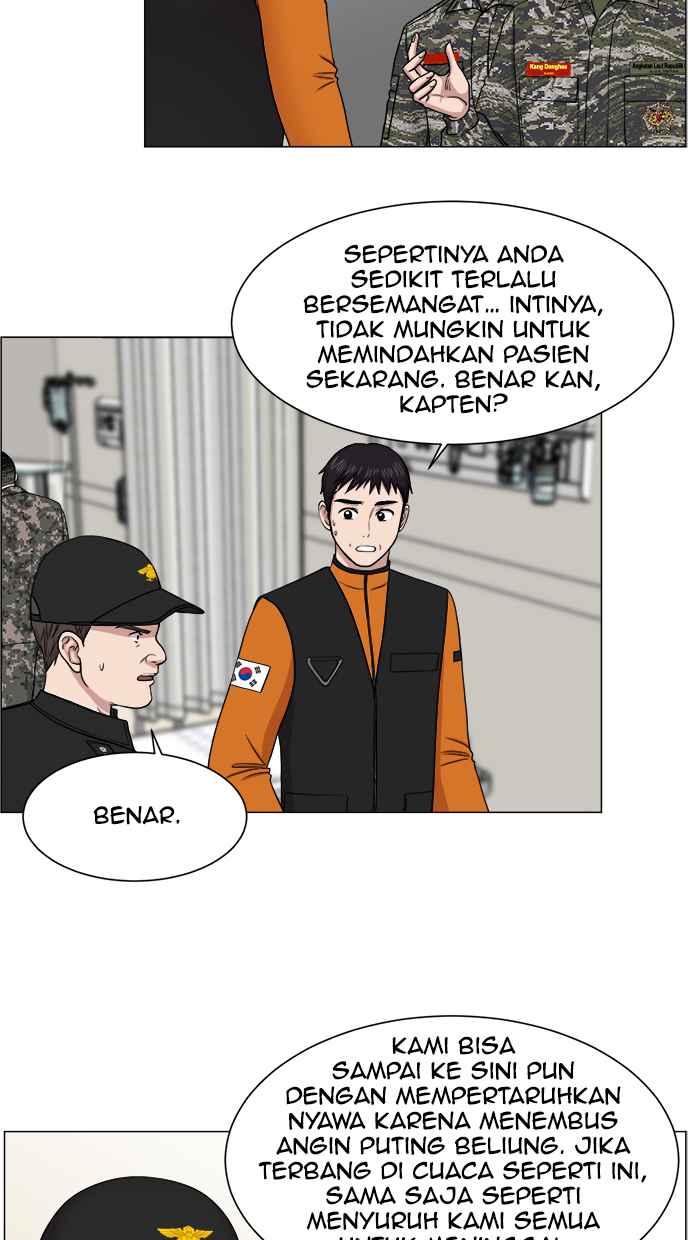 Kang Donghee
SEPERTINYA ANDA
SEDIKIT TERLALU
BERSEMANGAT... INTINYA,
TIDAK MUNGKIN UNTUK
MEMINDAHKAN PASIEN
SEKARANG. BENAR KAN,
KAPTEN?
BENAR.
KAMI BISA
SAMPAI KE SINI PUN
DENGAN MEMPERTARUHKAN
NYAWA KARENA MENEMBUS
ANGIN PUTING BELIUNG. JIKA
TERBANG DI CUACA SEPERTI INI,
SAMA SAJA SEPERTI
MENYURUH KAMI SEMUA